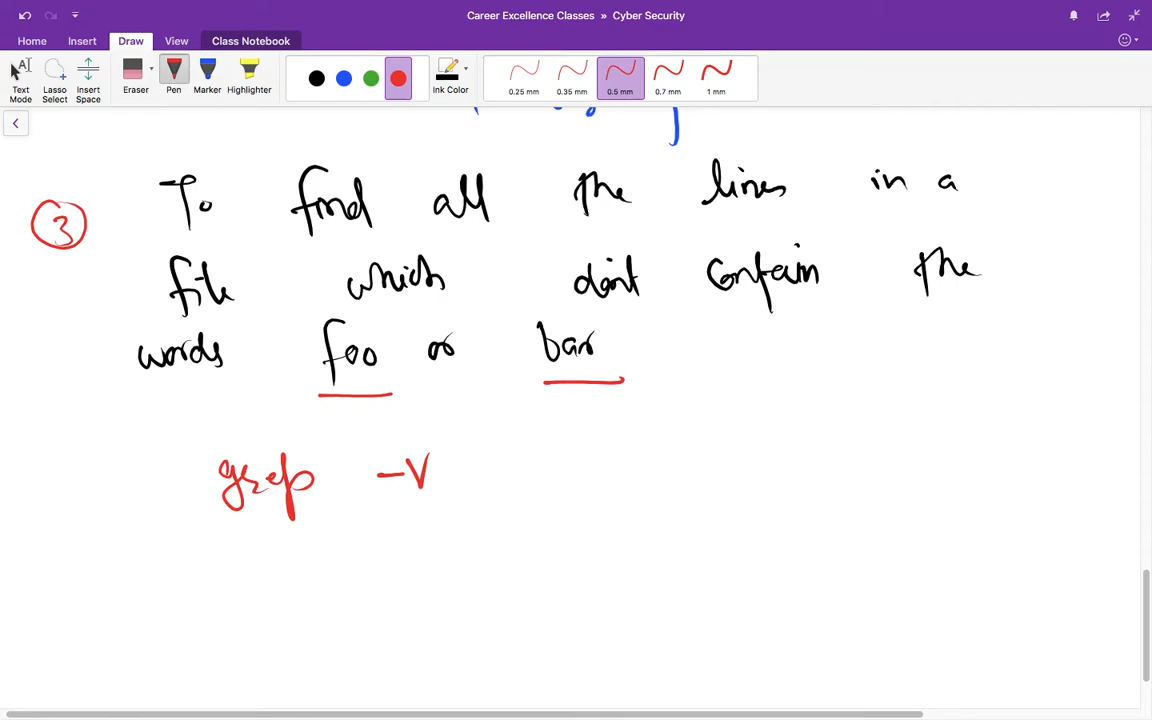 Career Excellence Classes » Cyber Security
Home Insert Draw View Class Notebook
Text Mode
Lasso Select
Insert Space
Eraser
Pen
Marker
Highlighter
Ink Color
0.25 mm
0.35 mm
0.5 mm
0.7 mm
1 mm
3 To find all the lines in a
file which don't contain the
words foo or bar
grep -v